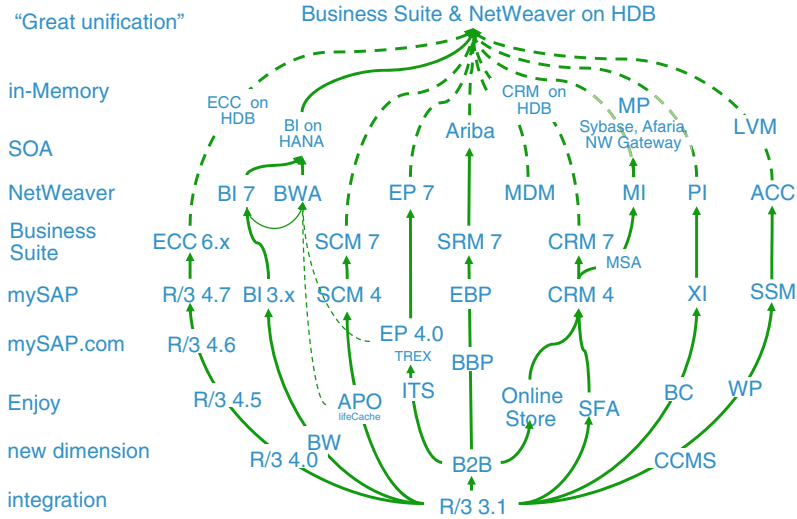 Business Suite & NetWeaver on HDB
“Great unification”
in-Memory
ECC on
HDB
BI on
HANA
CRM on
HDB
MP
Sybase, Afaria
NW Gateway
LVM
Ariba
SOA
NetWeaver
BI 7
BWA
EP 7
MDM
MI
PI
ACC
Business
Suite
ECC 6.x
SCM 7
SRM 7
CRM 7
MSA
mySAP
R/3 4.7
BI 3.x
SCM 4
EBP
CRM 4
XI
SSM
mySAP.com
R/3 4.6
EP 4.0
TREX
BBP
Enjoy
R/3 4.5
APO
lifeCache
ITS
Online
Store
SFA
BC
WP
new dimension
BW
R/3 4.0
B2B
CCMS
integration
R/3 3.1